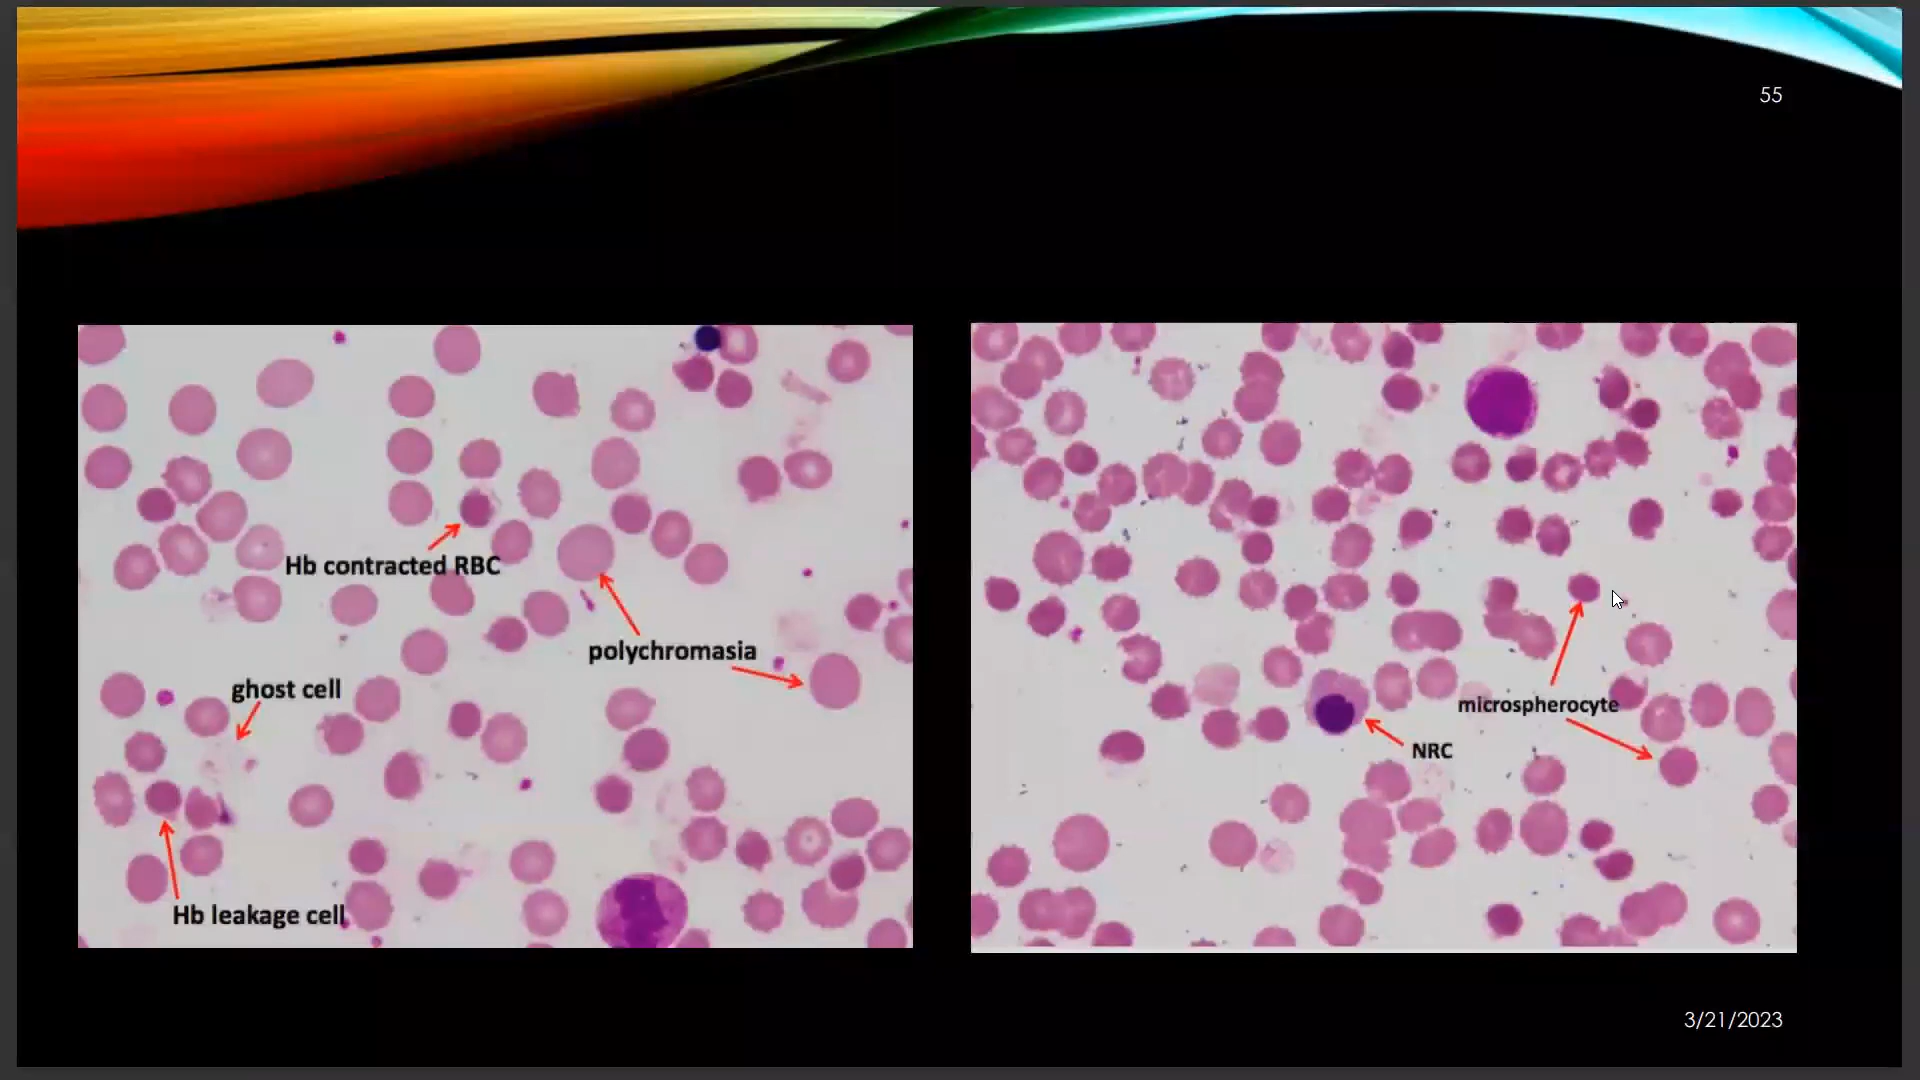 55
Hb contracted RBC
polychromasia
ghost cell
Hb leakage cell
microspherocyte
NRC
3/21/2023